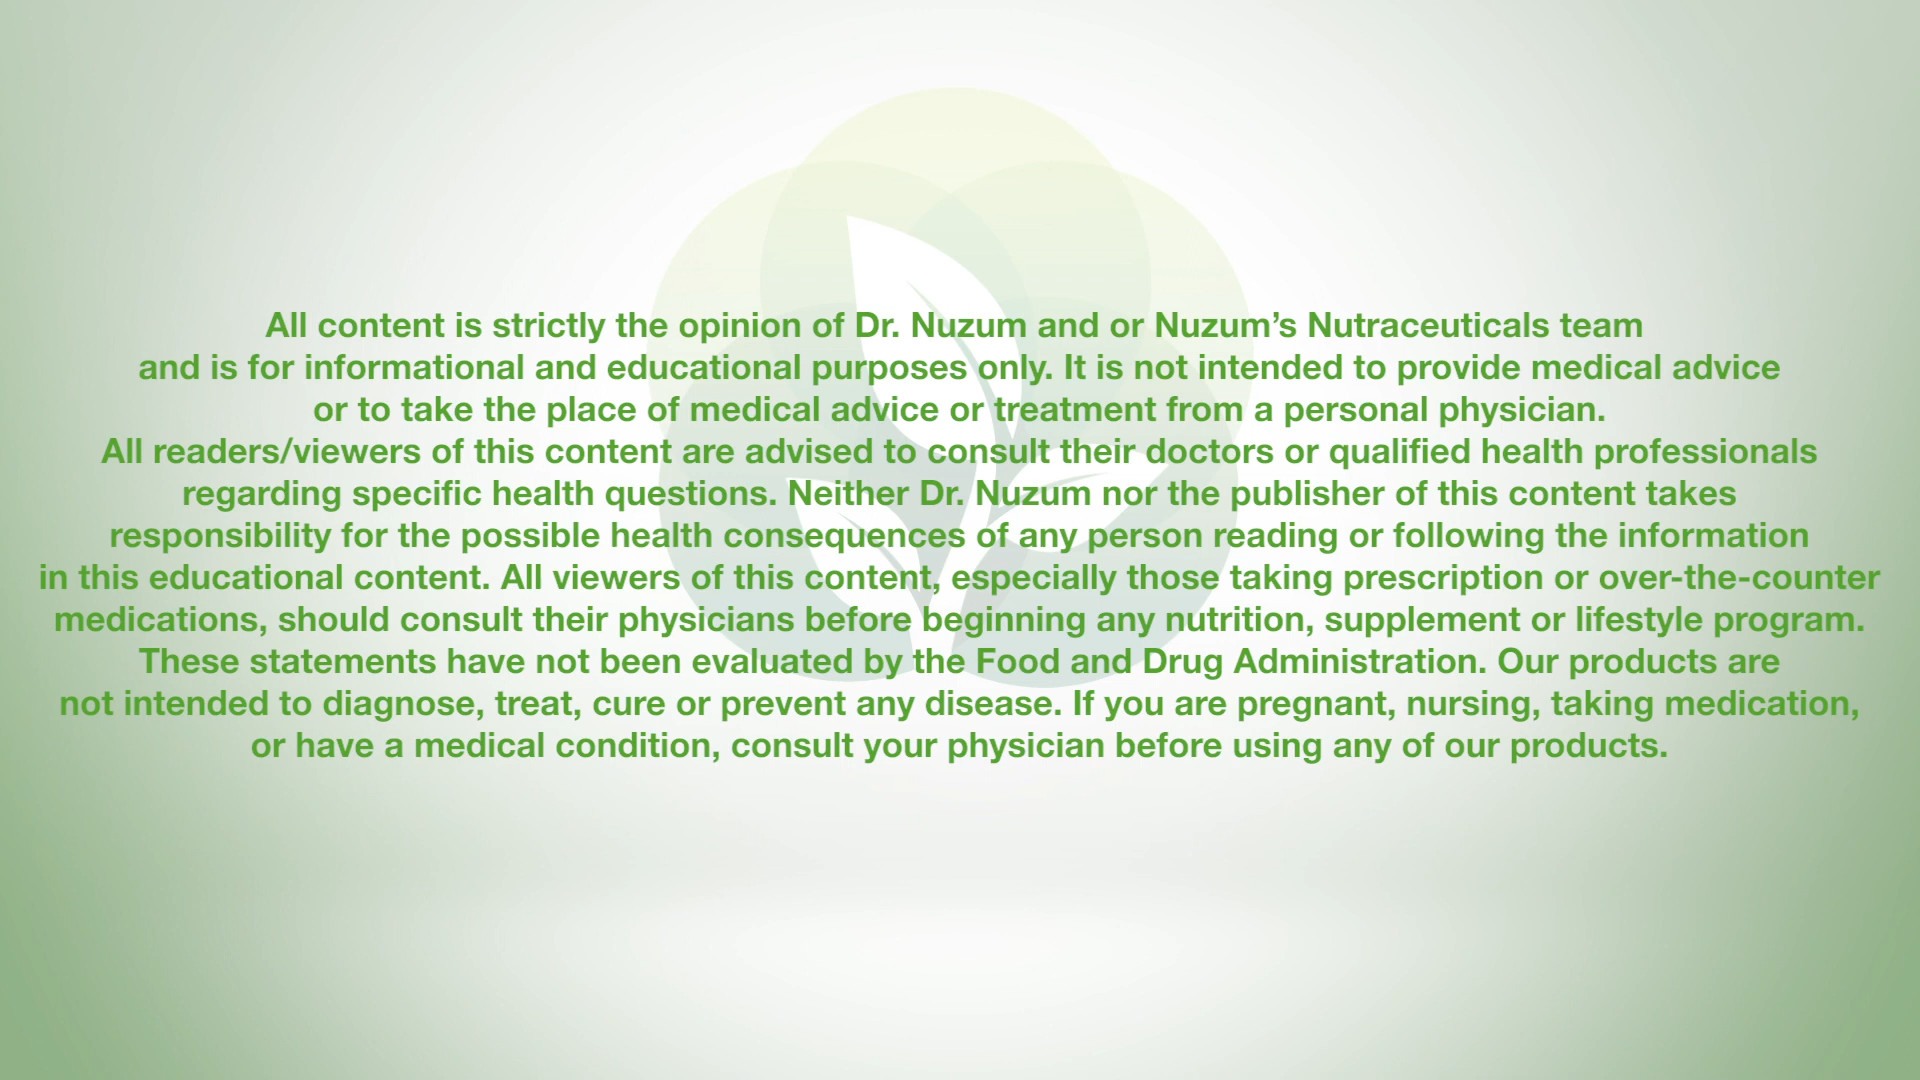 All content is strictly the opinion of Dr. Nuzum and or Nuzum’s Nutraceuticals team
and is for informational and educational purposes only. It is not intended to provide medical advice
or to take the place of medical advice or treatment from a personal physician.
All readers/viewers of this content are advised to consult their doctors or qualified health professionals
regarding specific health questions. Neither Dr. Nuzum nor the publisher of this content takes
responsibility for the possible health consequences of any person reading or following the information
in this educational content. All viewers of this content, especially those taking prescription or over-the-counter
medications, should consult their physicians before beginning any nutrition, supplement or lifestyle program.
These statements have not been evaluated by the Food and Drug Administration. Our products are
not intended to diagnose, treat, cure or prevent any disease. If you are pregnant, nursing, taking medication,
or have a medical condition, consult your physician before using any of our products.